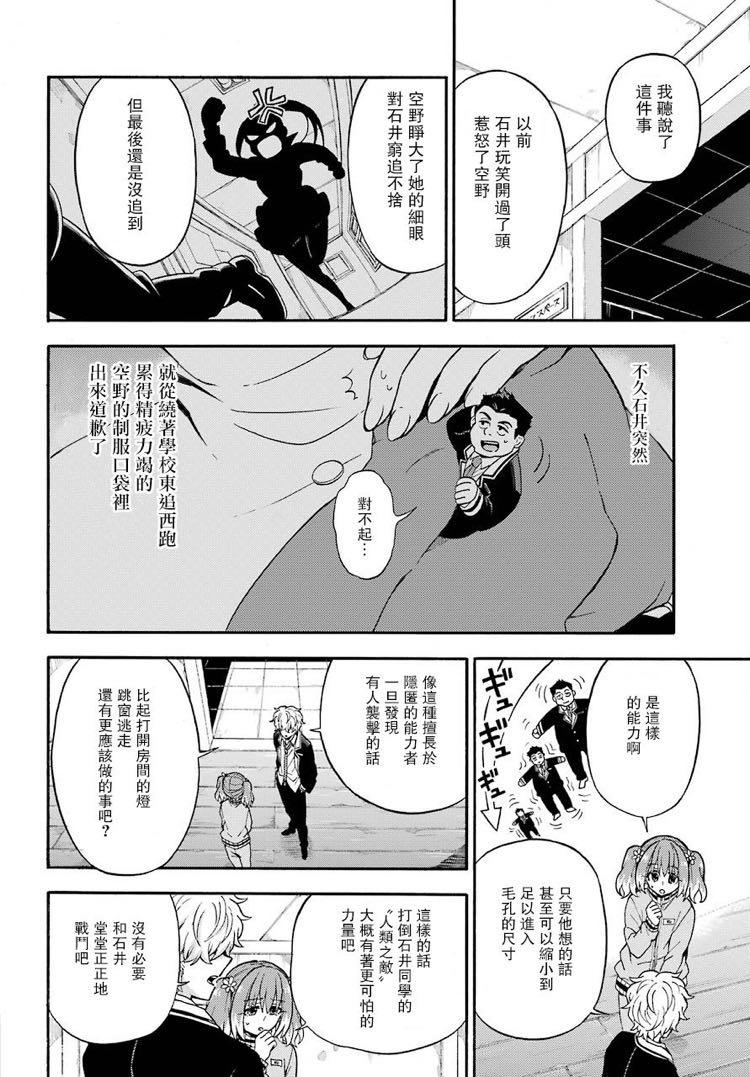 我聽說了
這件事
以前
石井玩笑開過了頭
惹怒了空野
スペース
空野睜大了她的細眼
對石井窮追不捨
但最後還是沒追到
不久石井突然
就從繞著學校東追西跑
累得精疲力竭的
空野的制服口袋裡
出來道歉了
對不起…
是這樣
的能力啊
ギュギュ
只要他想的話
甚至可以縮小到
足以進入
毛孔的尺寸
像這種擅長於
隱匿的能力者
一旦發現
有人襲擊的話
比起打開房間的燈
跳窗逃走
還有更應該
做的事吧？
這樣的話
打倒石井同學的
〝人類之敵〟
大概有著更可怕的
力量吧
沒有必要
和石井
堂堂正正地
戰鬥吧